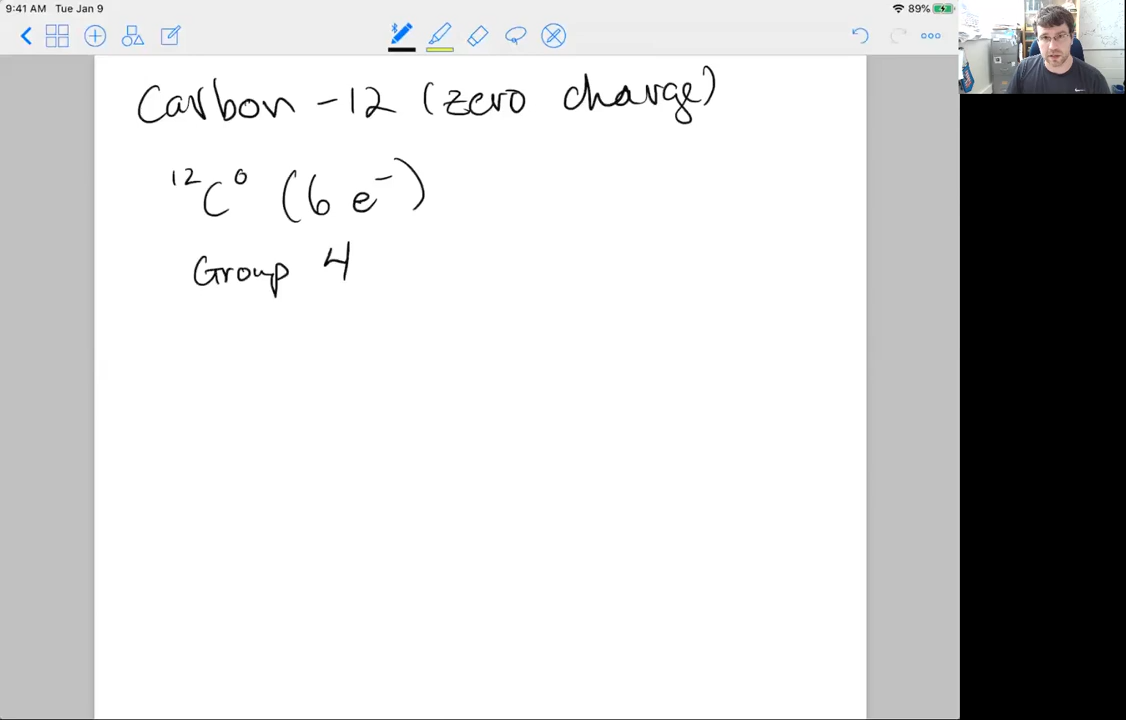 9:41 AM Tue Jan 9
89%
Carbon-12 (zero charge)
¹²C⁰ (6 e⁻)
Group 4